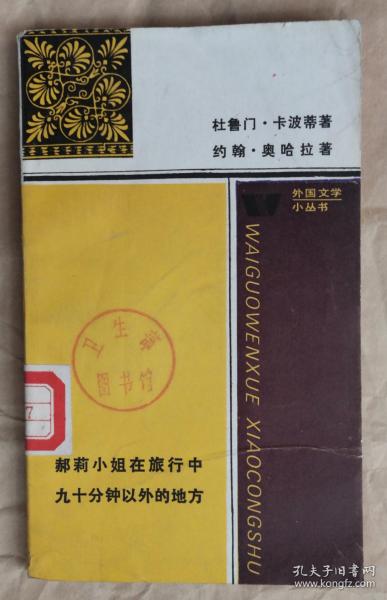 杜鲁门·卡波蒂著
约翰·奥哈拉著
外国文学
小丛书
W
WAIGUOWENXUE XIAOCONGSHU
卫生部
图书馆
7
郝莉小姐在旅行中
九十分钟以外的地方
孔夫子旧书网
www.kongfz.com